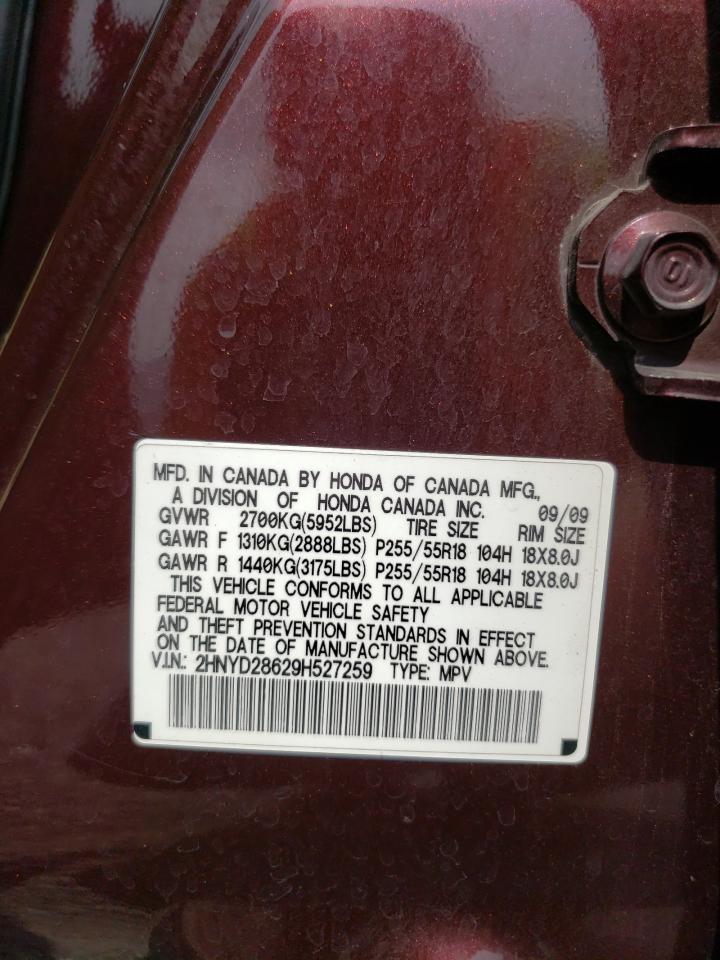 MFD. IN CANADA BY HONDA OF CANADA MFG.,
A DIVISION OF HONDA CANADA INC. 09/09
GVWR 2700KG(5952LBS) TIRE SIZE RIM SIZE
GAWR F 1310KG(2888LBS) P255/55R18 104H 18X8.0J
GAWR R 1440KG(3175LBS) P255/55R18 104H 18X8.0J
THIS VEHICLE CONFORMS TO ALL APPLICABLE
FEDERAL MOTOR VEHICLE SAFETY
AND THEFT PREVENTION STANDARDS IN EFFECT
ON THE DATE OF MANUFACTURE SHOWN ABOVE.
V.I.N.: 2HNYD28629H527259 TYPE: MPV